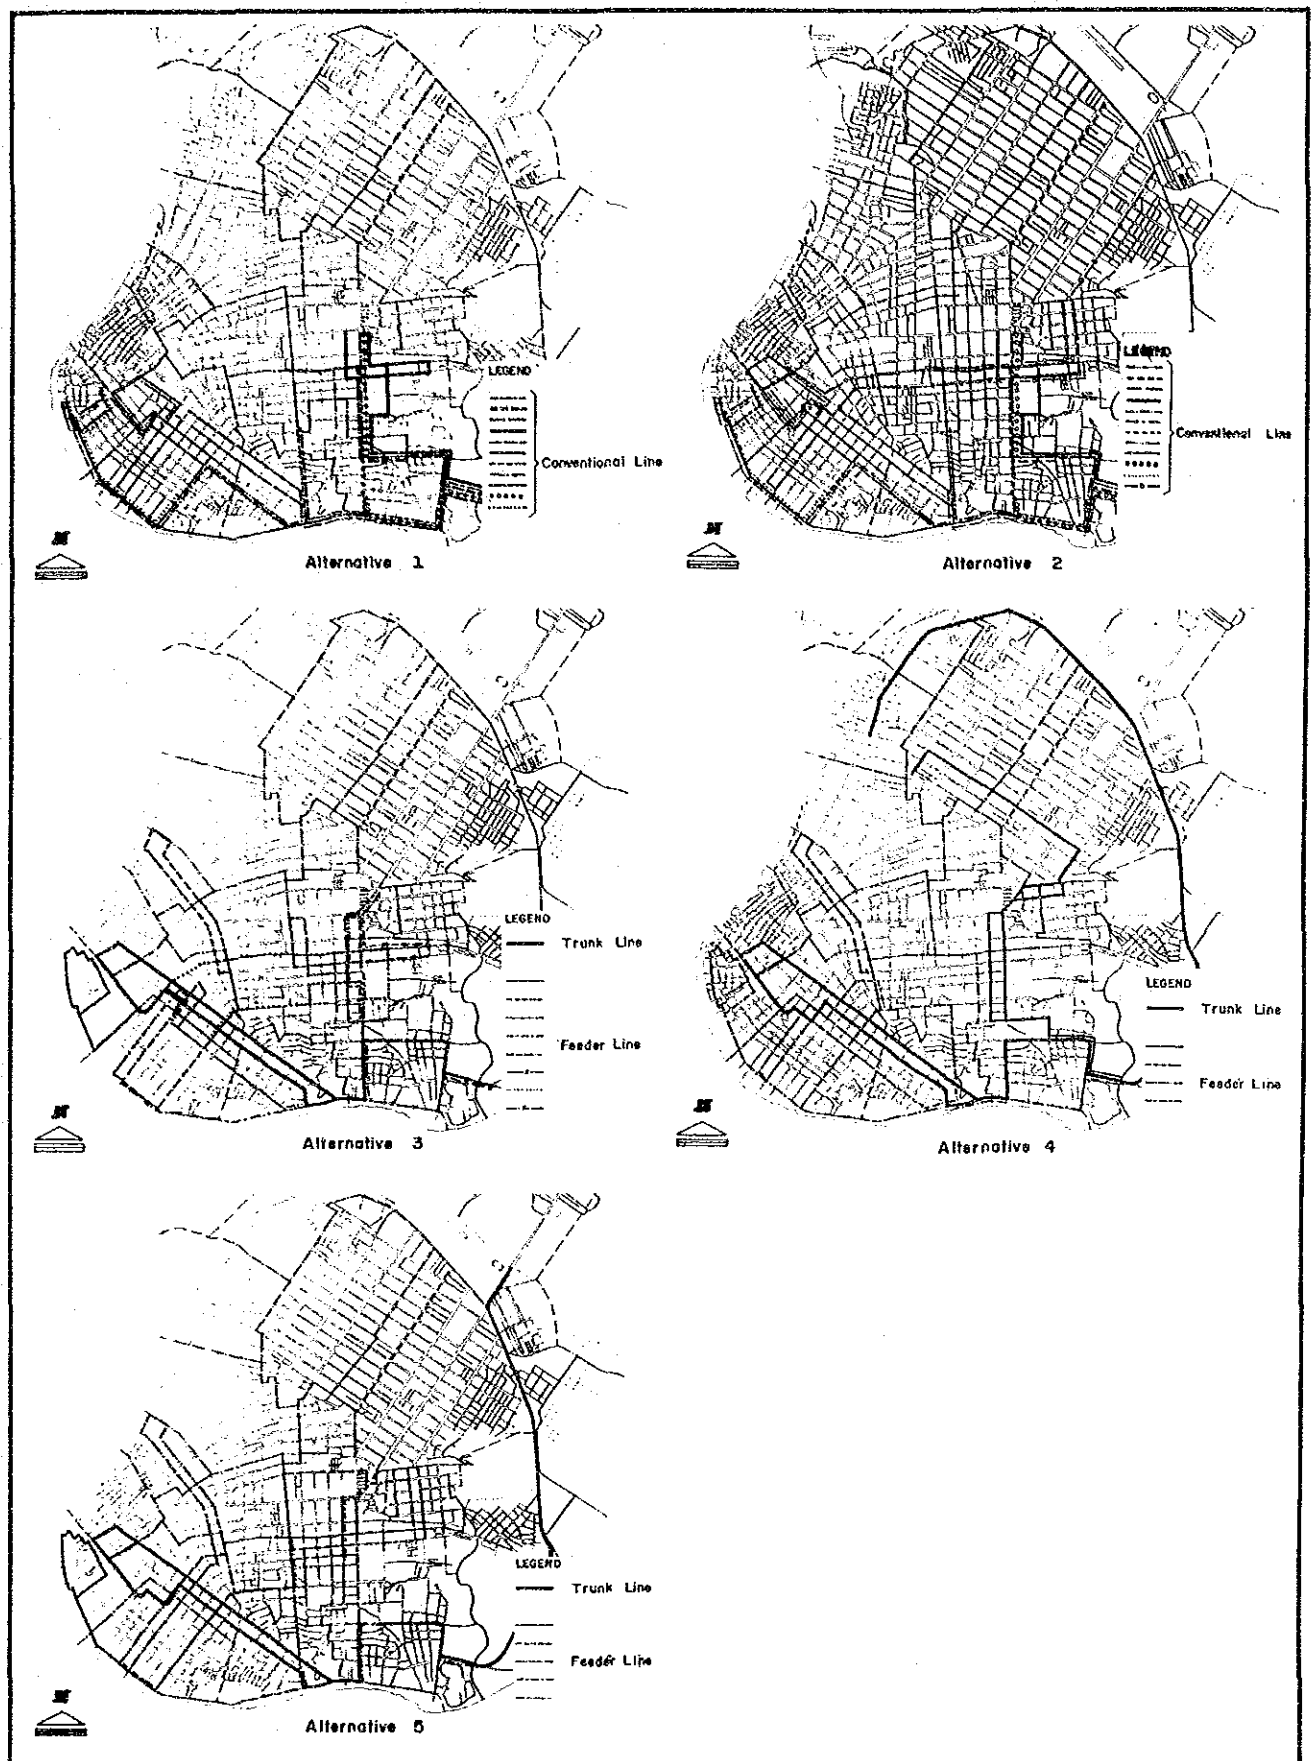 LEGEND
Conventional Line
Alternative 1
LEGEND
Conventional Line
Alternative 2
LEGEND
Trunk Line
Feeder Line
Alternative 3
LEGEND
Trunk Line
Feeder Line
Alternative 4
LEGEND
Trunk Line
Feeder Line
Alternative 5